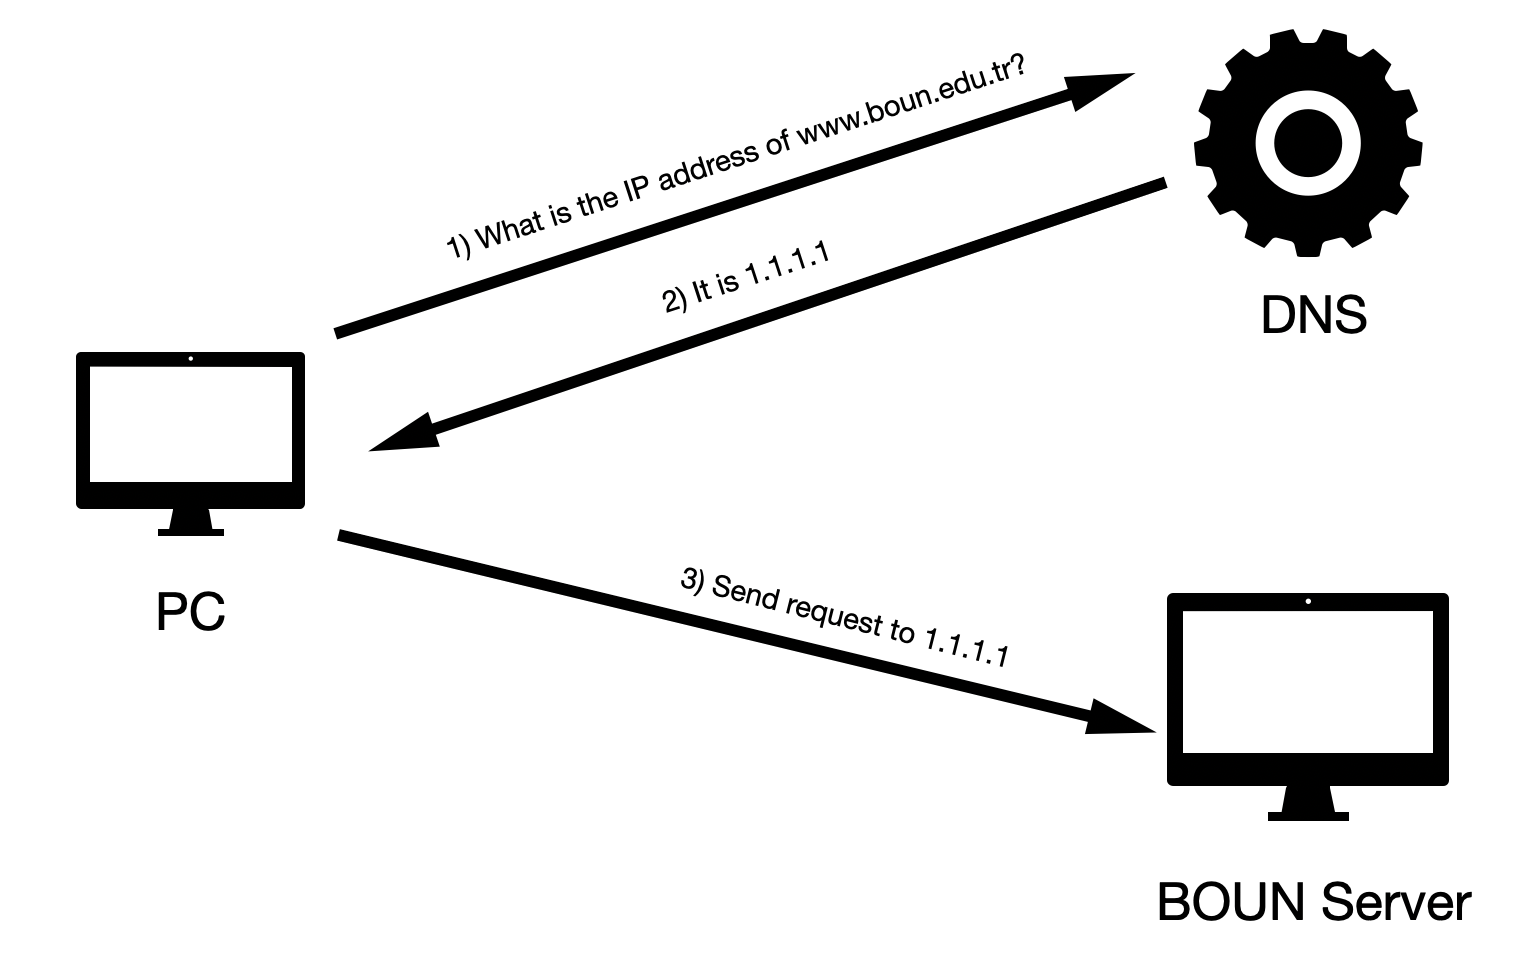 1) What is the IP address of www.boun.edu.tr?
2) It is 1.1.1.1
DNS
PC
3) Send request to 1.1.1.1
BOUN Server